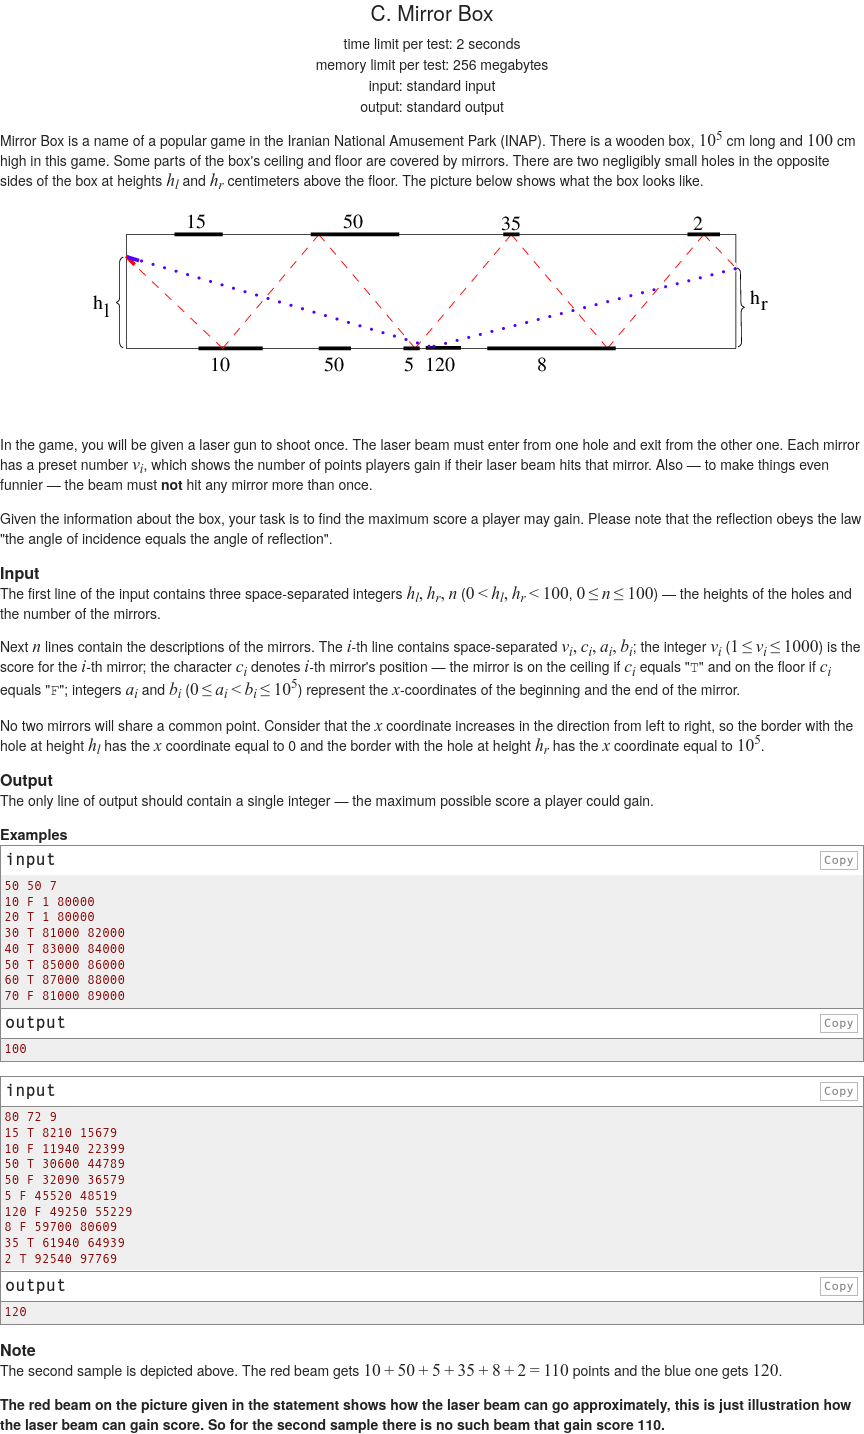 C. Mirror Box
time limit per test: 2 seconds
memory limit per test: 256 megabytes
input: standard input
output: standard output
Mirror Box is a name of a popular game in the Iranian National Amusement Park (INAP). There is a wooden box, 10^5 cm long and 100 cm
high in this game. Some parts of the box's ceiling and floor are covered by mirrors. There are two negligibly small holes in the opposite
sides of the box at heights h_l and h_r centimeters above the floor. The picture below shows what the box looks like.
15 50 35 2
h_l h_r
10 50 5 120 8
In the game, you will be given a laser gun to shoot once. The laser beam must enter from one hole and exit from the other one. Each mirror
has a preset number v_i, which shows the number of points players gain if their laser beam hits that mirror. Also — to make things even
funnier — the beam must not hit any mirror more than once.
Given the information about the box, your task is to find the maximum score a player may gain. Please note that the reflection obeys the law
"the angle of incidence equals the angle of reflection".
Input
The first line of the input contains three space-separated integers h_l, h_r, n (0 < h_l, h_r < 100, 0 ≤ n ≤ 100) — the heights of the holes and
the number of the mirrors.
Next n lines contain the descriptions of the mirrors. The i-th line contains space-separated v_i, c_i, a_i, b_i; the integer v_i (1 ≤ v_i ≤ 1000) is the
score for the i-th mirror; the character c_i denotes i-th mirror's position — the mirror is on the ceiling if c_i equals "T" and on the floor if c_i
equals "F"; integers a_i and b_i (0 ≤ a_i < b_i ≤ 10^5) represent the x-coordinates of the beginning and the end of the mirror.
No two mirrors will share a common point. Consider that the x coordinate increases in the direction from left to right, so the border with the
hole at height h_l has the x coordinate equal to 0 and the border with the hole at height h_r has the x coordinate equal to 10^5.
Output
The only line of output should contain a single integer — the maximum possible score a player could gain.
Examples
input Copy
50 50 7
10 F 1 80000
20 T 1 80000
30 T 81000 82000
40 T 83000 84000
50 T 85000 86000
60 T 87000 88000
70 F 81000 89000
output Copy
100
input Copy
80 72 9
15 T 8210 15679
10 F 11940 22399
50 T 30600 44789
50 F 32090 36579
5 F 45520 48519
120 F 49250 55229
8 F 59700 80609
35 T 61940 64939
2 T 92540 97769
output Copy
120
Note
The second sample is depicted above. The red beam gets 10 + 50 + 5 + 35 + 8 + 2 = 110 points and the blue one gets 120.
The red beam on the picture given in the statement shows how the laser beam can go approximately, this is just illustration how
the laser beam can gain score. So for the second sample there is no such beam that gain score 110.